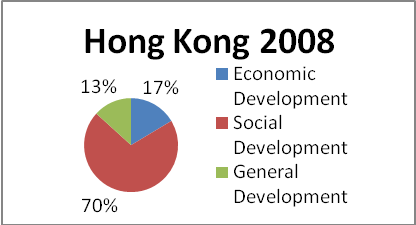 Hong Kong 2008
13%
17%
70%
Economic
Development
Social
Development
General
Development